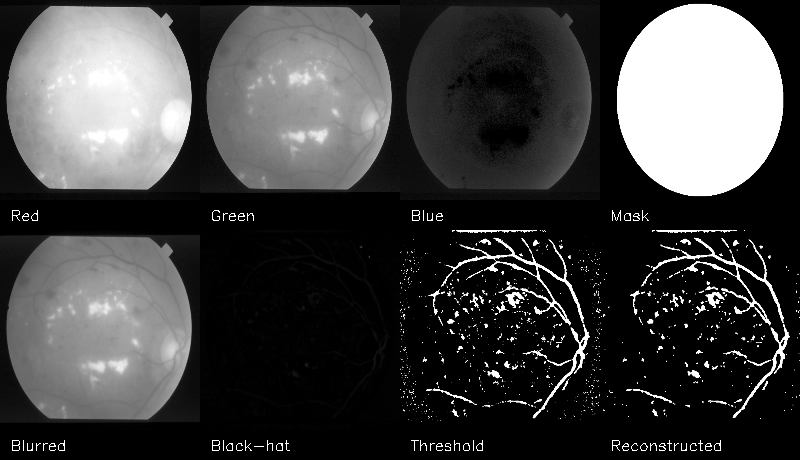 Red
Green
Blue
Mask
Blurred
Black-hat
Threshold
Reconstructed